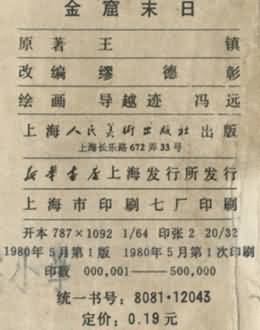 金窟末日
原著 王镇
改编 缪德彰
绘画 导越迹 冯远
上海人民美术出版社出版
上海长乐路672弄33号
新华书店上海发行所发行
上海市印刷七厂印刷
开本787×1092 1/64 印张2 20/32
1980年5月第1版 1980年5月第1次印刷
印数 000,001——500,000
统一书号:8081·12043
定价:0.19元